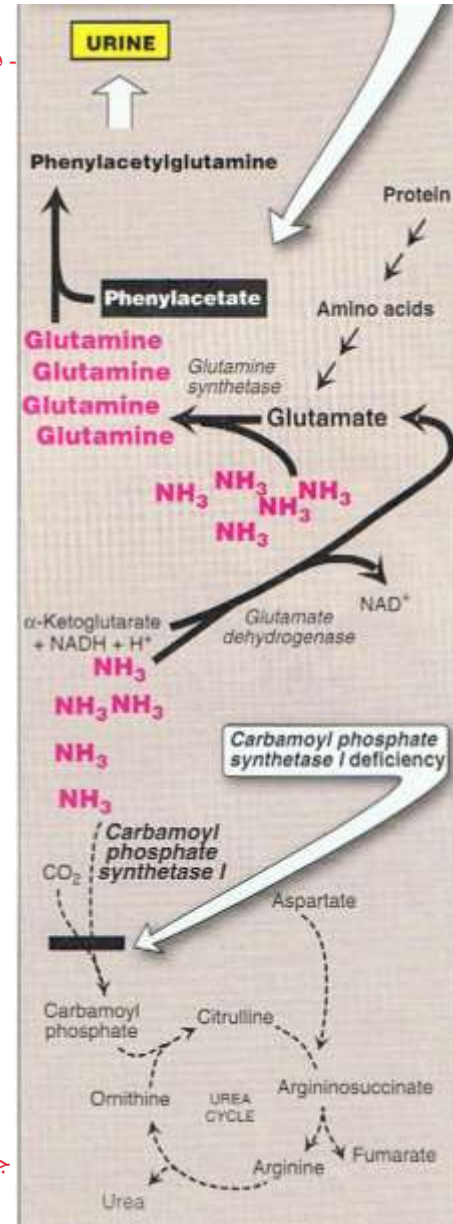 URINE
Phenylacetylglutamine
Protein
Phenylacetate
Amino acids
Glutamine
Glutamine
Glutamine
synthetase
Glutamine
Glutamate
Glutamine
NH3 NH3 NH3
NH3
NH3
NAD+
α-Ketoglutarate
+ NADH + H+
Glutamate
dehydrogenase
NH3
NH3 NH3
Carbamoyl phosphate
synthetase I deficiency
NH3
NH3
Carbamoyl
phosphate
synthetase I
CO2
Aspartate
Carbamoyl
phosphate
Citrulline
Ornithine
UREA
CYCLE
Argininosuccinate
Arginine
Fumarate
Urea